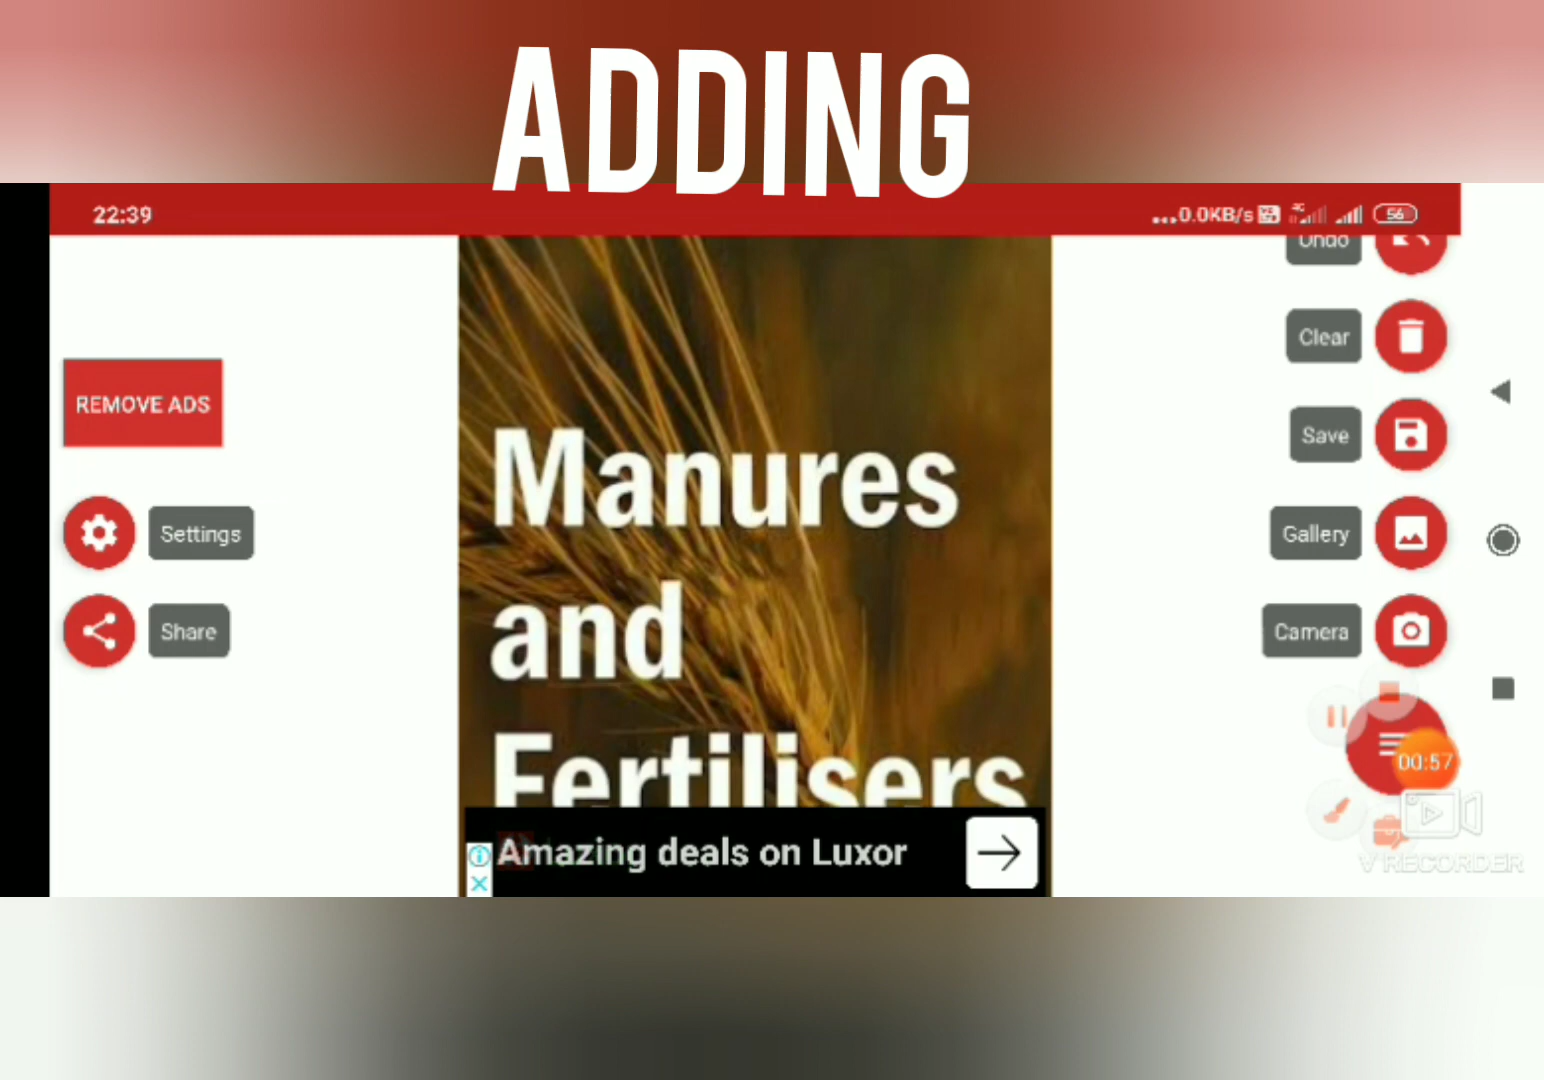 ADDING
22:39
...0.0KB/s
4G
56
Undo
Clear
REMOVE ADS
Save
Settings
Gallery
Share
Camera
Manures
and
Fertilisers
00:57
Amazing deals on Luxor
V RECORDER